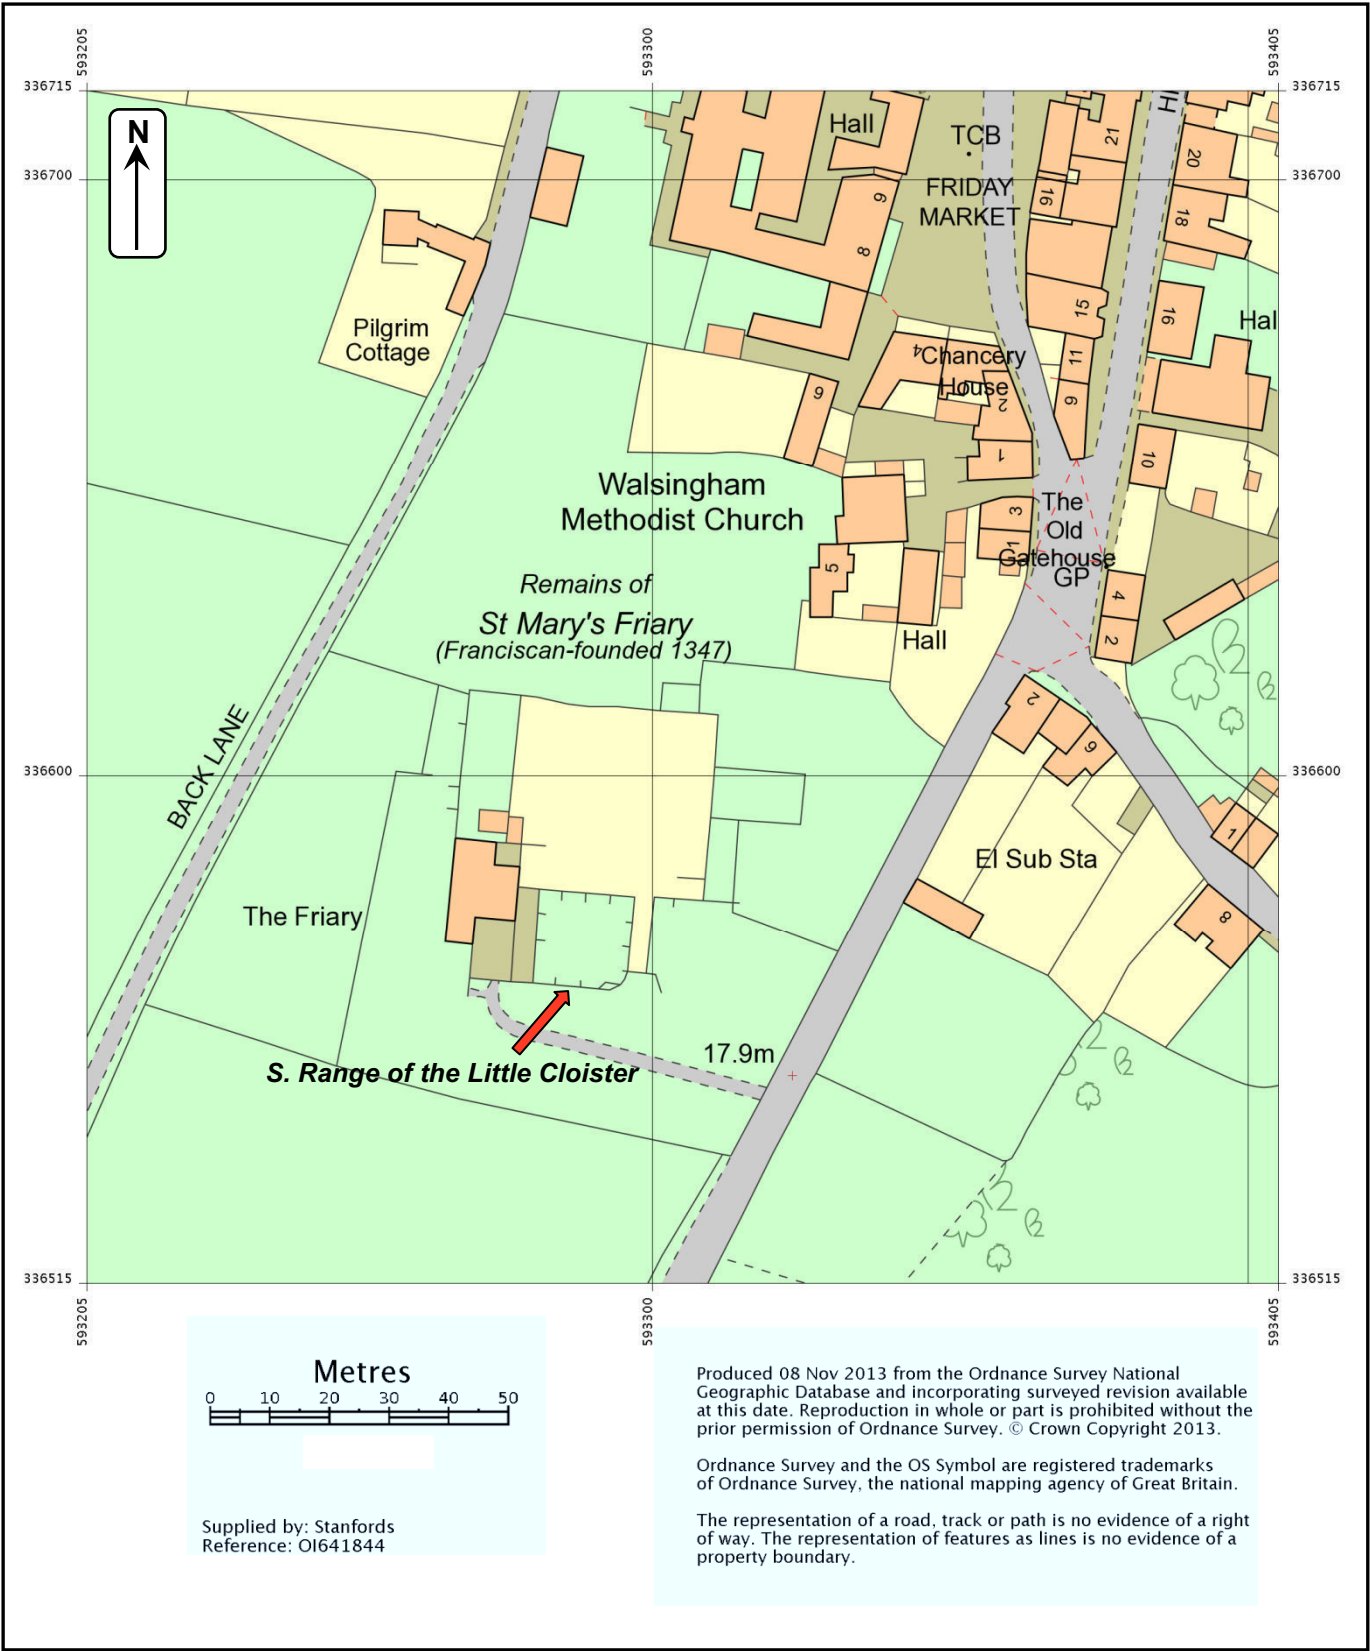 593205
593300
593405
336715
336715
N
Hall
TCB
21
20
336700
336700
FRIDAY
MARKET
16
18
9
8
15
16
Hal
Pilgrim
Cottage
4
Chancery
House
11
2
9
6
1
10
Walsingham
Methodist Church
3
The
Old
Gatehouse
GP
1
5
4
Remains of
St Mary's Friary
(Franciscan-founded 1347)
Hall
2
2
9
BACK LANE
336600
336600
1
El Sub Sta
The Friary
8
17.9m
S. Range of the Little Cloister
336515
336515
593205
593300
593405
Metres
0 10 20 30 40 50
Supplied by: Stanfords
Reference: OI641844
Produced 08 Nov 2013 from the Ordnance Survey National
Geographic Database and incorporating surveyed revision available
at this date. Reproduction in whole or part is prohibited without the
prior permission of Ordnance Survey. © Crown Copyright 2013.
Ordnance Survey and the OS Symbol are registered trademarks
of Ordnance Survey, the national mapping agency of Great Britain.
The representation of a road, track or path is no evidence of a right
of way. The representation of features as lines is no evidence of a
property boundary.